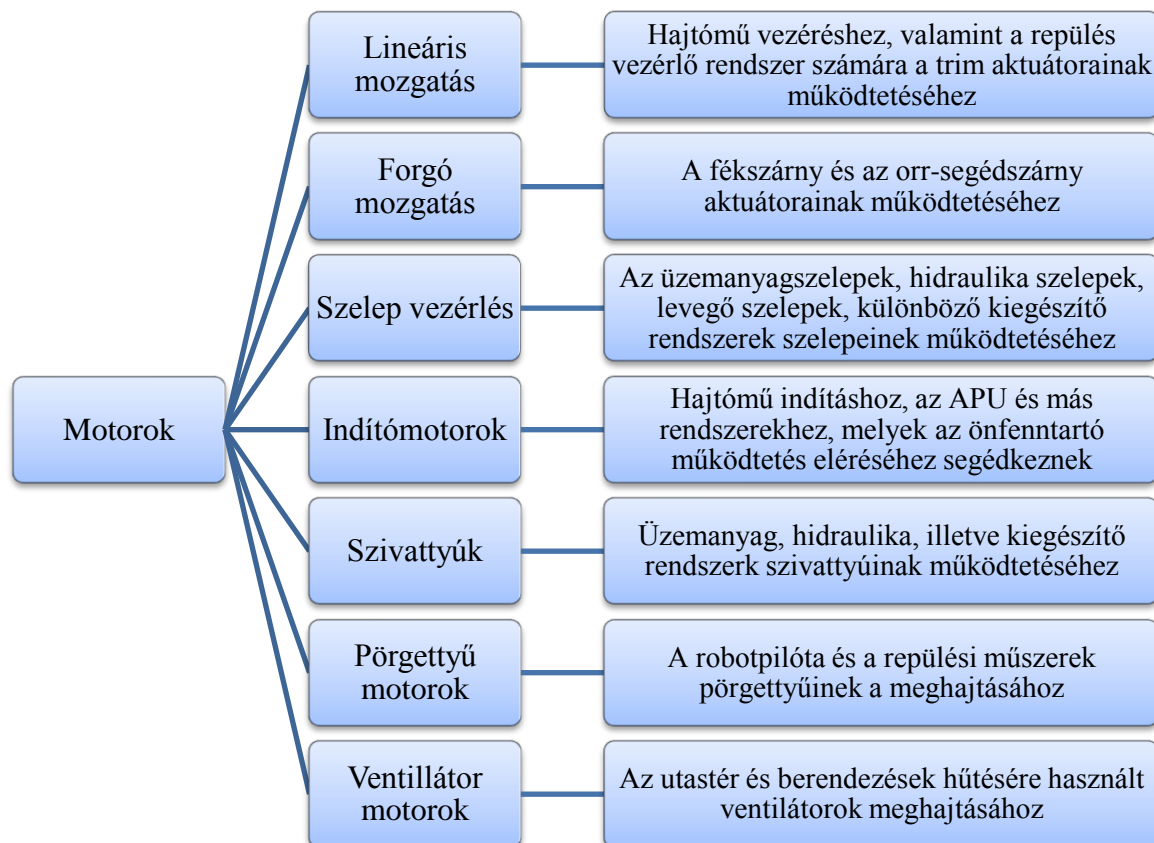 Lineáris
mozgatás
Hajtómű vezéréshez, valamint a repülés
vezérlő rendszer számára a trim aktuátorainak
működtetéséhez
Forgó
mozgatás
A fékszárny és az orr-segédszárny
aktuátorainak működtetéséhez
Szelep vezérlés
Az üzemanyagszelepek, hidraulika szelepek,
levegő szelepek, különböző kiegészítő
rendszerek szelepeinek működtetéséhez
Motorok
Indítómotorok
Hajtómű indításhoz, az APU és más
rendszerekhez, melyek az önfenntartó
működtetés eléréséhez segédkeznek
Szivattyúk
Üzemanyag, hidraulika, illetve kiegészítő
rendszerk szivattyúinak működtetéséhez
Pörgettyű
motorok
A robotpilóta és a repülési műszerek
pörgettyűinek a meghajtásához
Ventillátor
motorok
Az utastér és berendezések hűtésére használt
ventilátorok meghajtásához